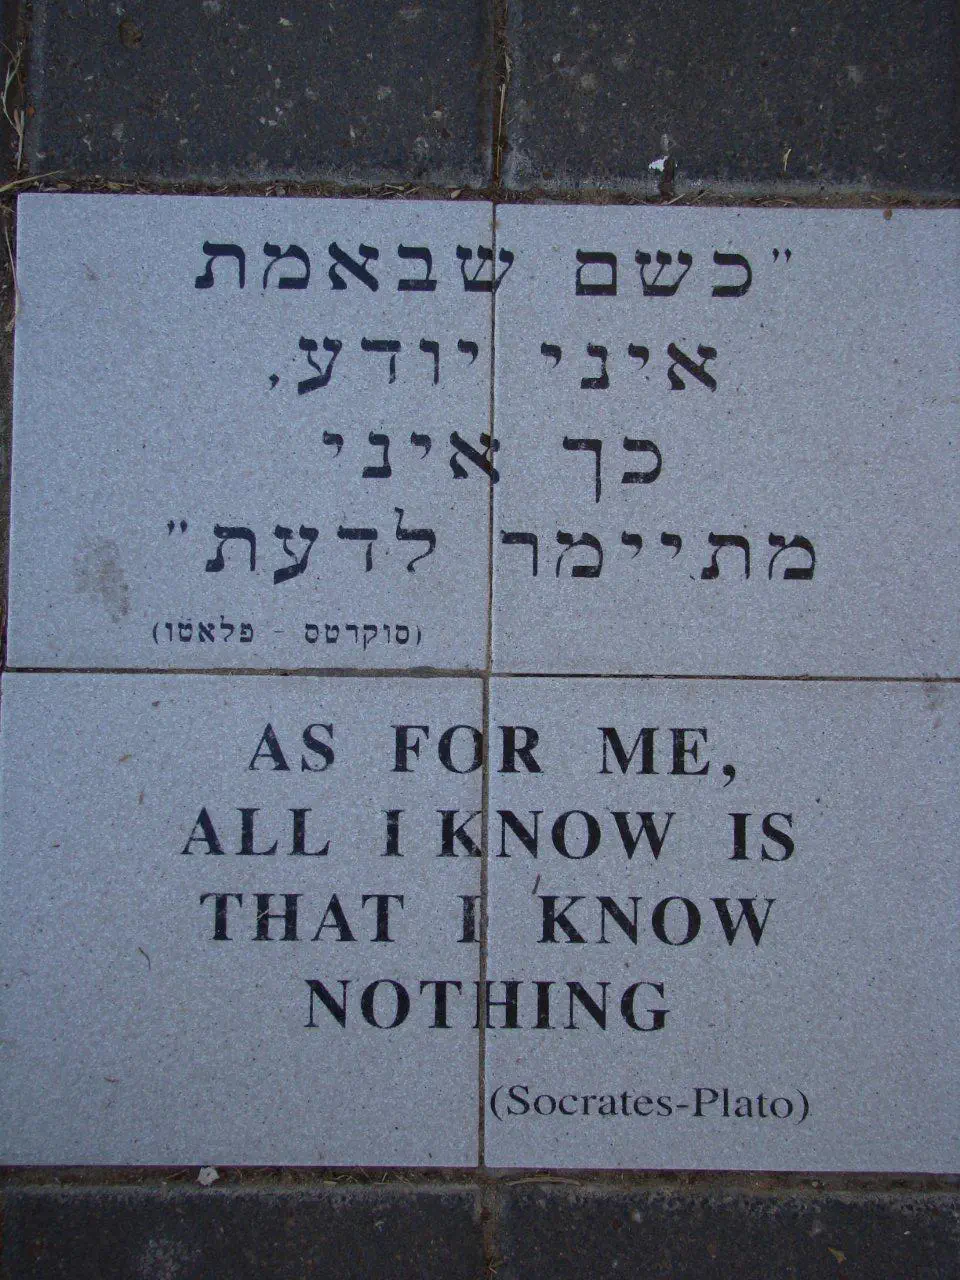 "כשם שבאמת
איני יודע,
כך איני
מתיימר לדעת"
(סוקרטס - פלאטו)
AS FOR ME,
ALL I KNOW IS
THAT I KNOW
NOTHING
(Socrates-Plato)